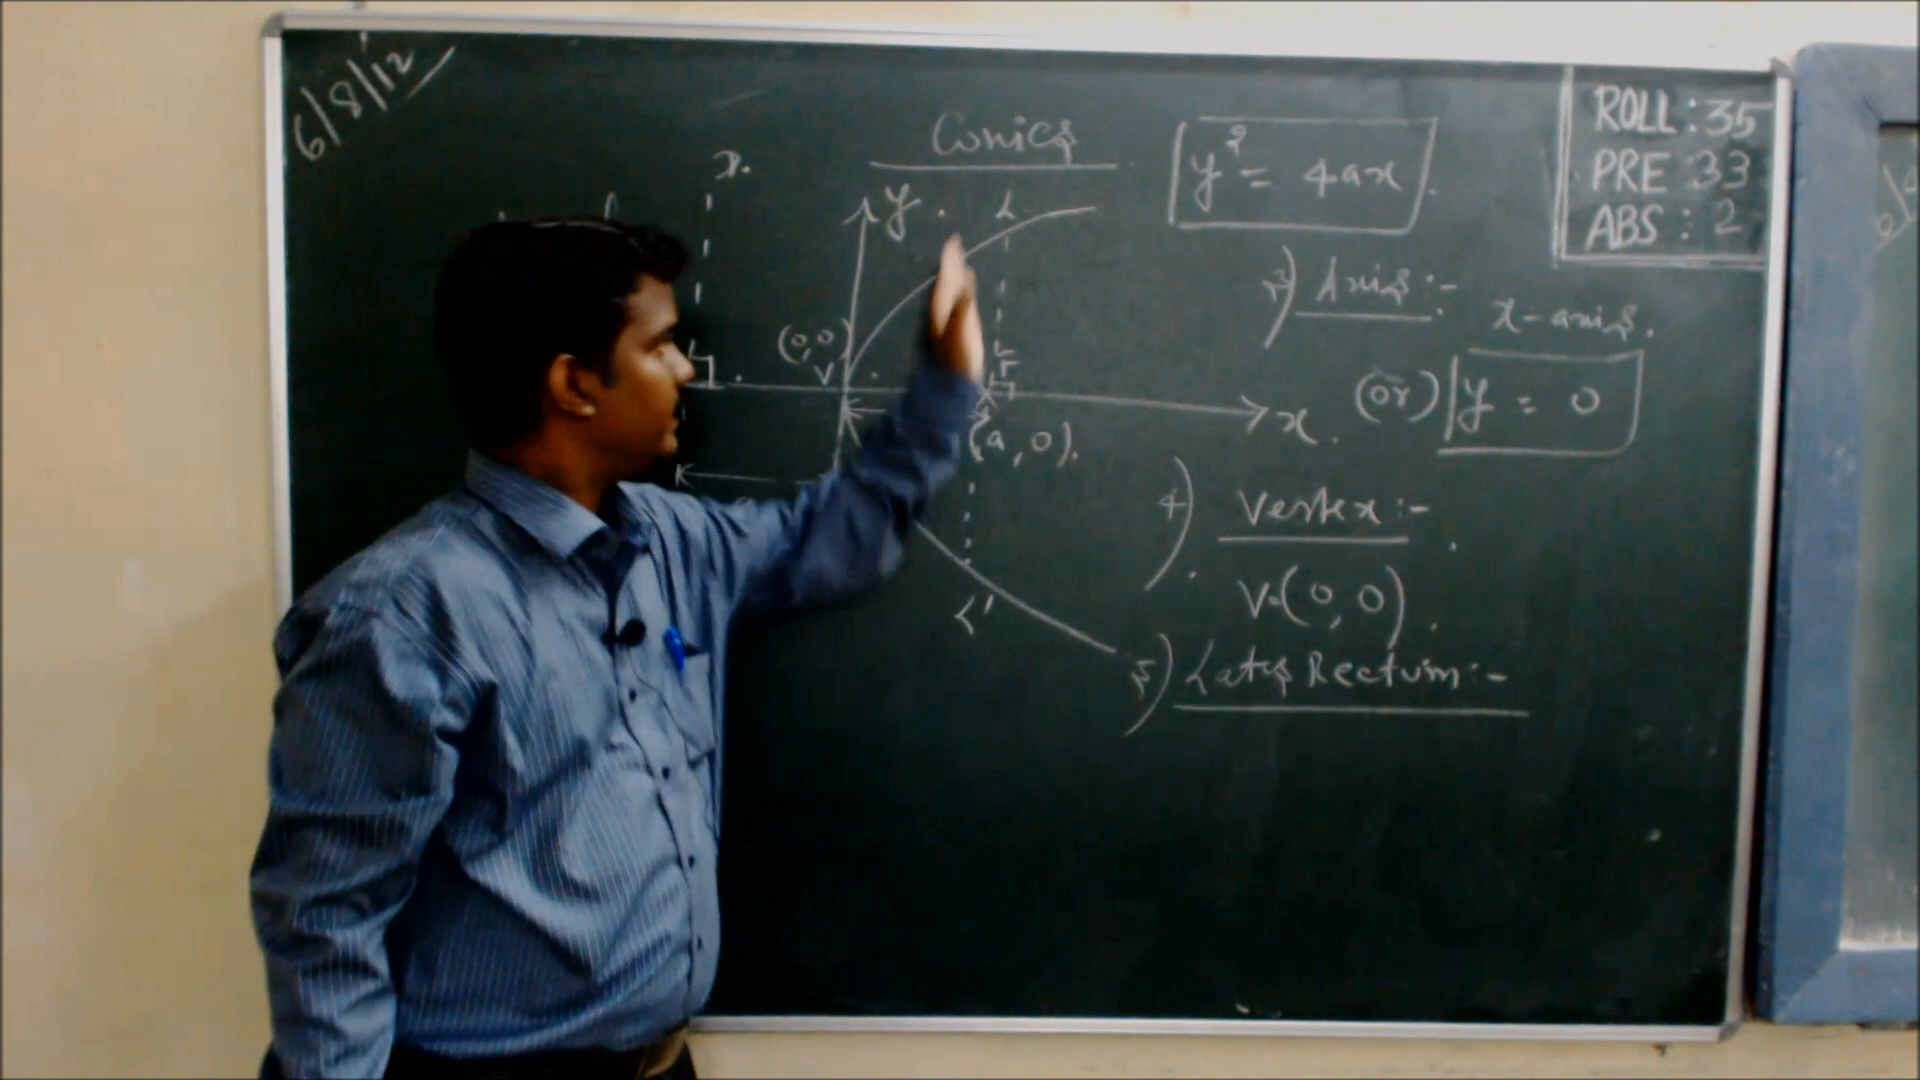 6/8/12
Conics
y² = 4ax
ROLL : 35
PRE : 33
ABS : 2
y
L
(0,0)
V
F
x
(a, 0).
L'
3) Axis :-
x-axis.
(or) y = 0
4) Vertex :-
V=(0,0).
5) Latus Rectum :-